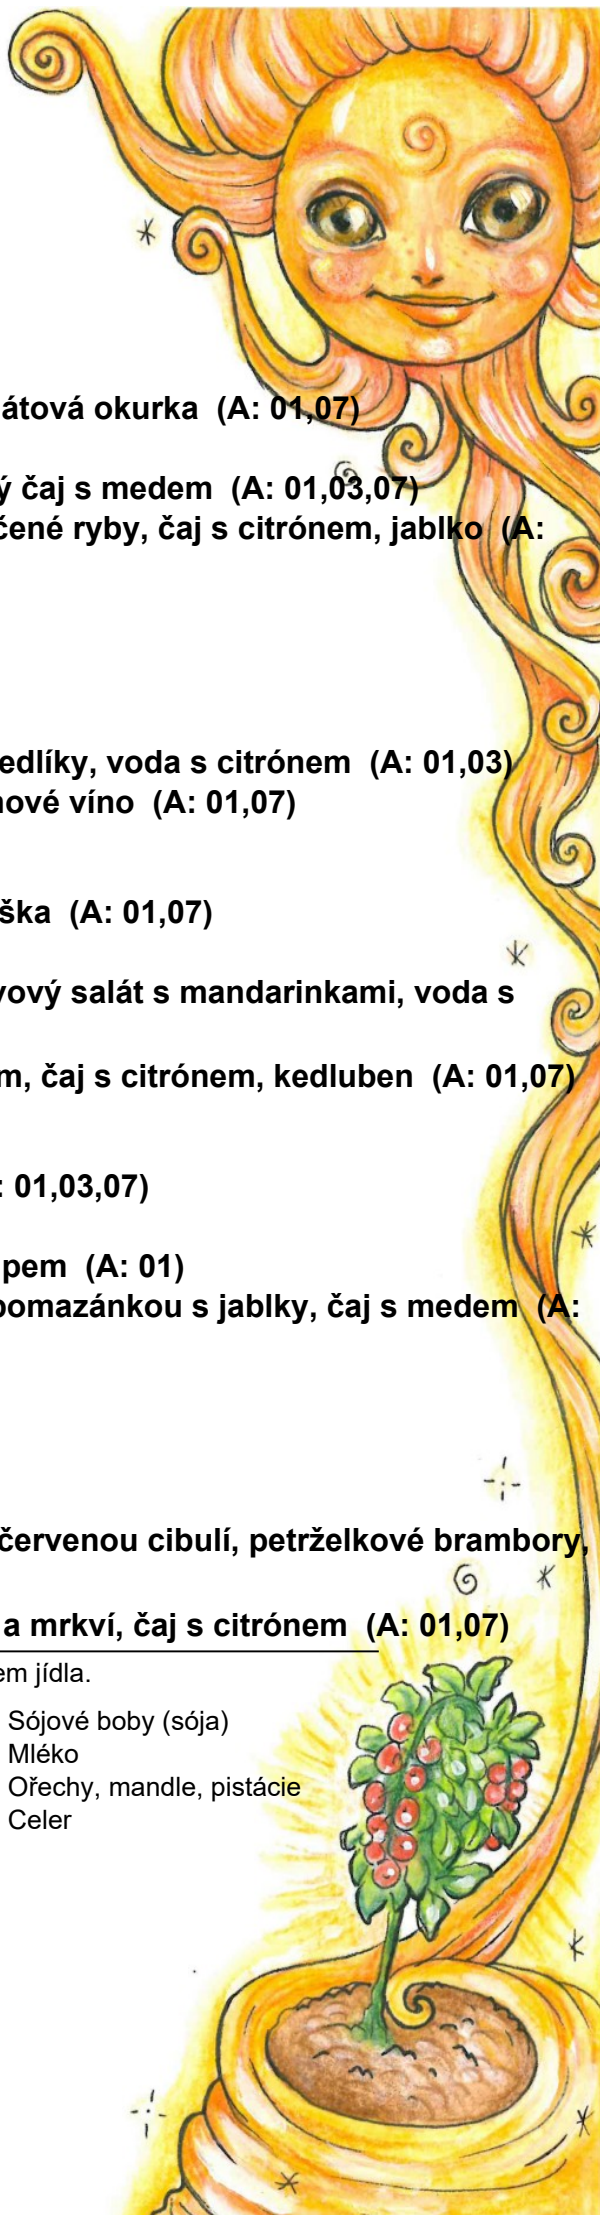 átová okurka (A: 01,07)
ý čaj s medem (A: 01,03,07)
čené ryby, čaj s citrónem, jablko (A:
edlíky, voda s citrónem (A: 01,03)
nové víno (A: 01,07)
ška (A: 01,07)
vový salát s mandarinkami, voda s
m, čaj s citrónem, kedluben (A: 01,07)
: 01,03,07)
pem (A: 01)
pomazánkou s jablky, čaj s medem (A:
červenou cibulí, petrželkové brambory,
a mrkví, čaj s citrónem (A: 01,07)
em jídla.
Sójové boby (sója)
Mléko
Ořechy, mandle, pistácie
Celer